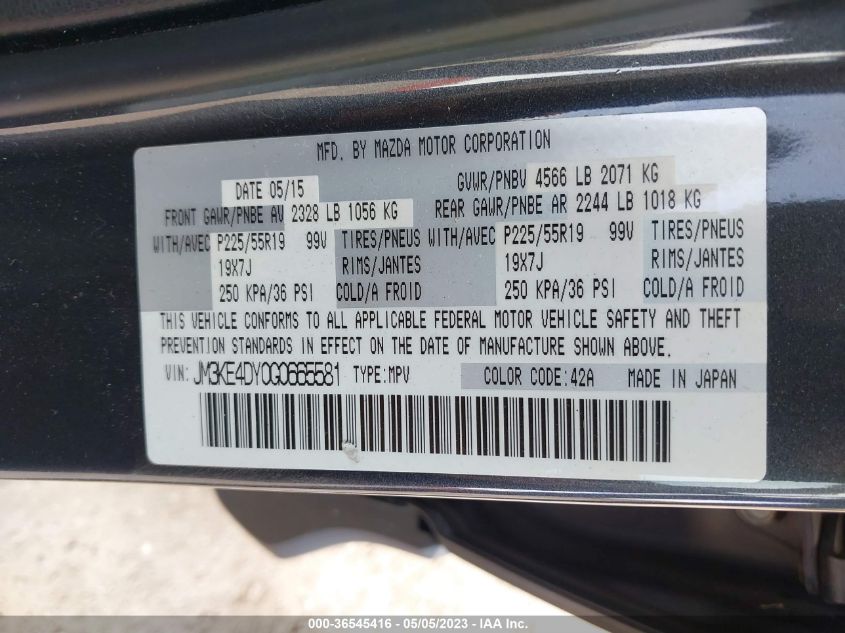 MFD. BY MAZDA MOTOR CORPORATION
DATE 05/15 GVWR/PNBV 4566 LB 2071 KG
FRONT GAWR/PNBE AV 2328 LB 1056 KG REAR GAWR/PNBE AR 2244 LB 1018 KG
WITH/AVEC P225/55R19 99V TIRES/PNEUS WITH/AVEC P225/55R19 99V TIRES/PNEUS
19X7J RIMS/JANTES 19X7J RIMS/JANTES
250 KPA/36 PSI COLD/A FROID 250 KPA/36 PSI COLD/A FROID
THIS VEHICLE CONFORMS TO ALL APPLICABLE FEDERAL MOTOR VEHICLE SAFETY AND THEFT
PREVENTION STANDARDS IN EFFECT ON THE DATE OF MANUFACTURE SHOWN ABOVE.
VIN: JM3KE4DY0G0665581 TYPE:MPV COLOR CODE:42A MADE IN JAPAN
000-36545416 - 05/05/2023 - IAA Inc.